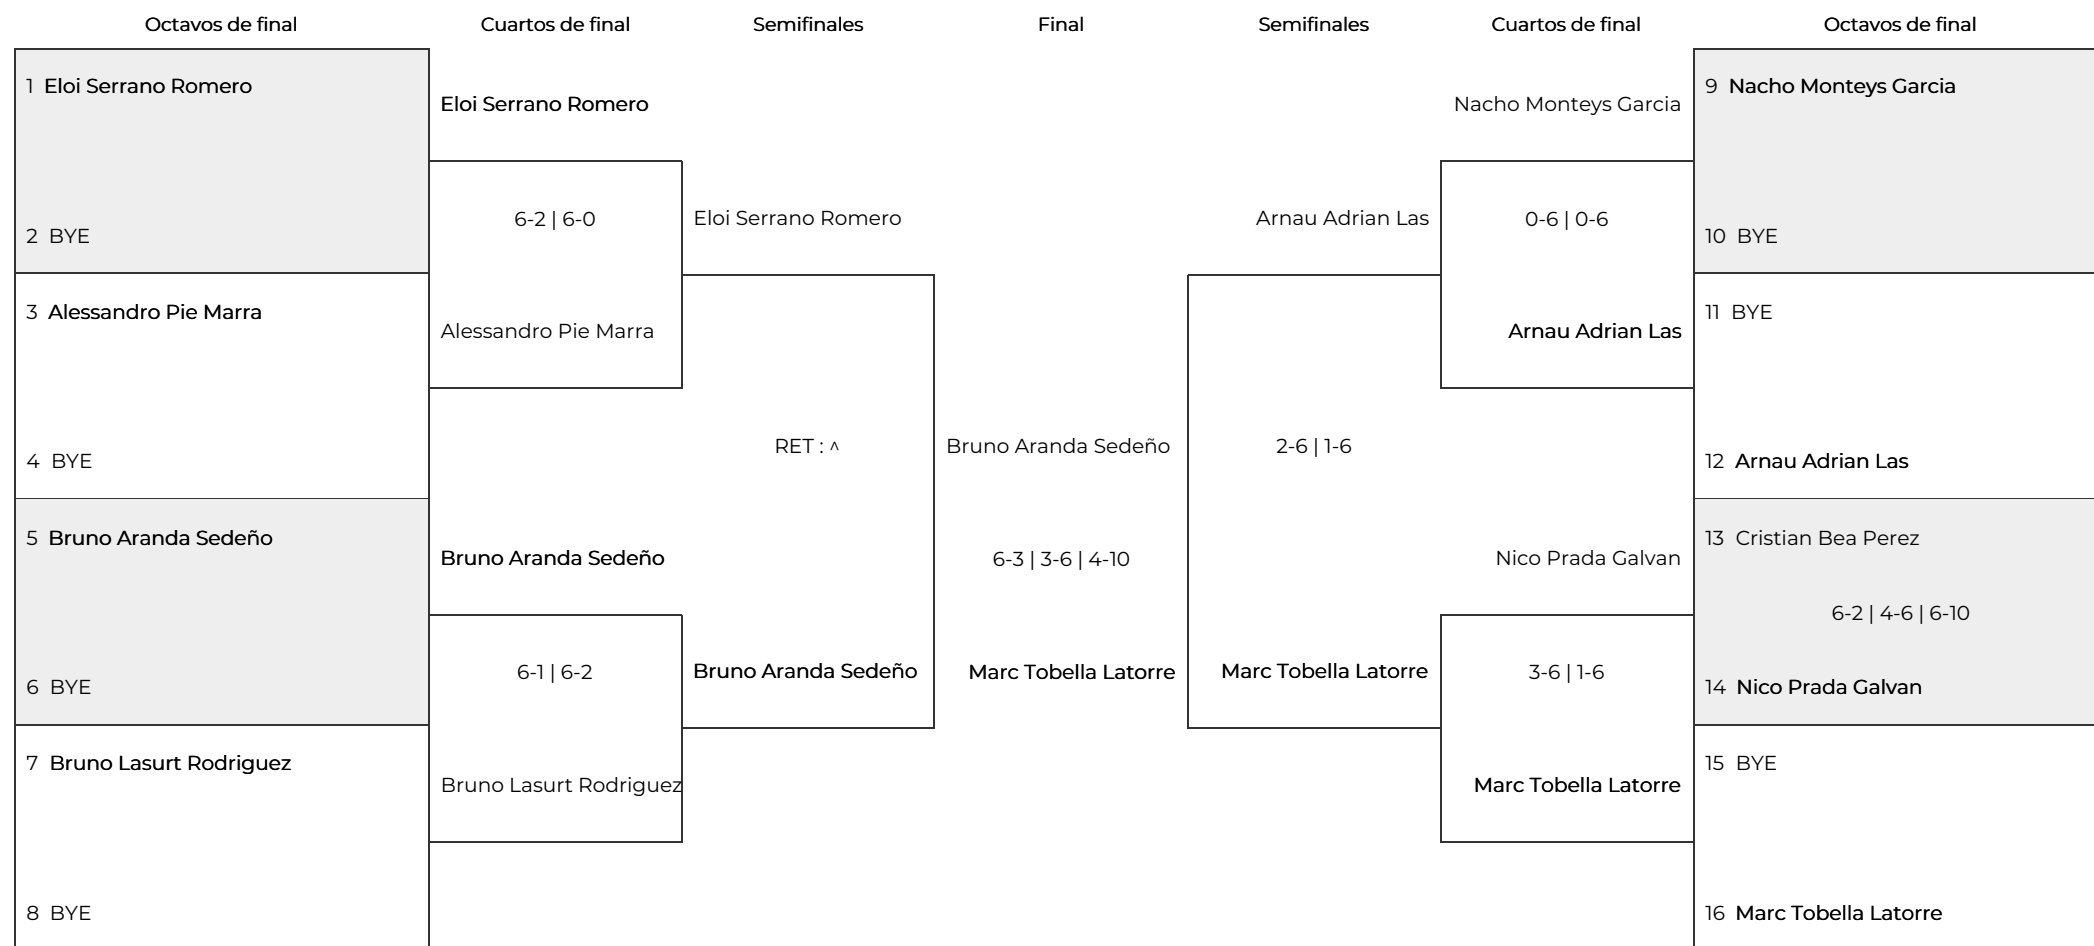 Octavos de final Cuartos de final Semifinales Final Semifinales Cuartos de final Octavos de final
1 Eloi Serrano Romero
Eloi Serrano Romero
Nacho Monteys Garcia
9 Nacho Monteys Garcia
2 BYE
6-2 | 6-0
Eloi Serrano Romero
Arnau Adrian Las
0-6 | 0-6
10 BYE
3 Alessandro Pie Marra
Alessandro Pie Marra
Arnau Adrian Las
11 BYE
4 BYE
RET : ^
Bruno Aranda Sedeño
2-6 | 1-6
12 Arnau Adrian Las
5 Bruno Aranda Sedeño
Bruno Aranda Sedeño
6-3 | 3-6 | 4-10
Nico Prada Galvan
13 Cristian Bea Perez
6-2 | 4-6 | 6-10
6 BYE
6-1 | 6-2
Bruno Aranda Sedeño
Marc Tobella Latorre
Marc Tobella Latorre
3-6 | 1-6
14 Nico Prada Galvan
7 Bruno Lasurt Rodriguez
Bruno Lasurt Rodriguez
Marc Tobella Latorre
15 BYE
8 BYE
16 Marc Tobella Latorre